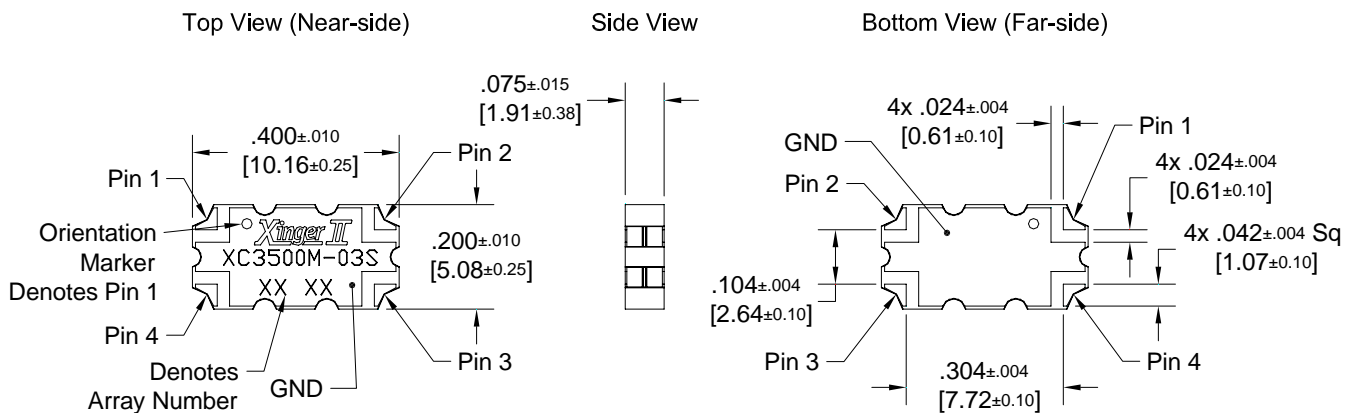 Top View (Near-side)
Side View
Bottom View (Far-side)
.400±.010
[10.16±0.25]
Pin 1
Pin 2
Orientation
Marker
Denotes Pin 1
Xinger II
XC3500M-03S
XX XX
.200±.010
[5.08±0.25]
Pin 4
Denotes
Array Number
GND
Pin 3
.075±.015
[1.91±0.38]
4x .024±.004
[0.61±0.10]
GND
Pin 1
Pin 2
4x .024±.004
[0.61±0.10]
4x .042±.004 Sq
[1.07±0.10]
.104±.004
[2.64±0.10]
Pin 3
Pin 4
.304±.004
[7.72±0.10]